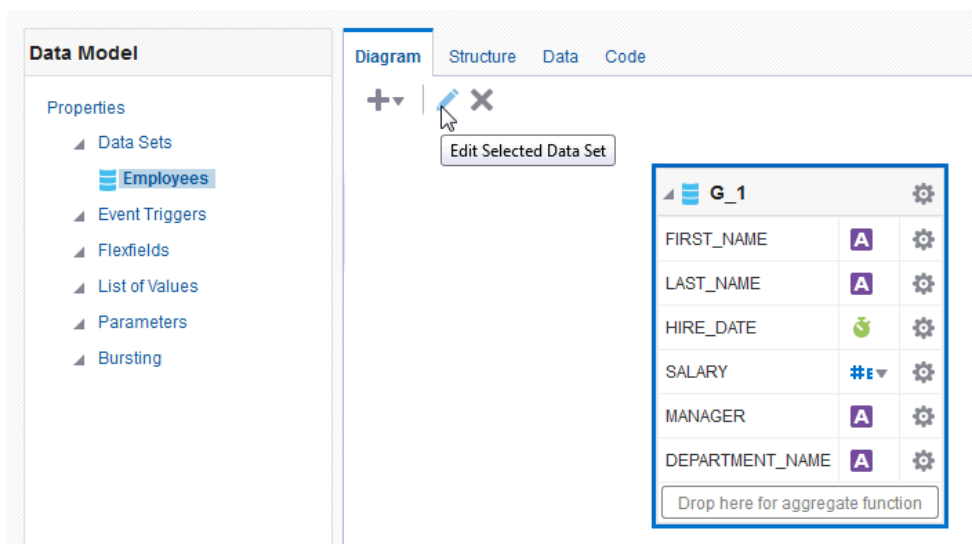 Data Model
Diagram Structure Data Code
Properties
Data Sets
Employees
Event Triggers
Flexfields
List of Values
Parameters
Bursting
Edit Selected Data Set
G_1
FIRST_NAME A
LAST_NAME A
HIRE_DATE
SALARY #E
MANAGER A
DEPARTMENT_NAME A
Drop here for aggregate function